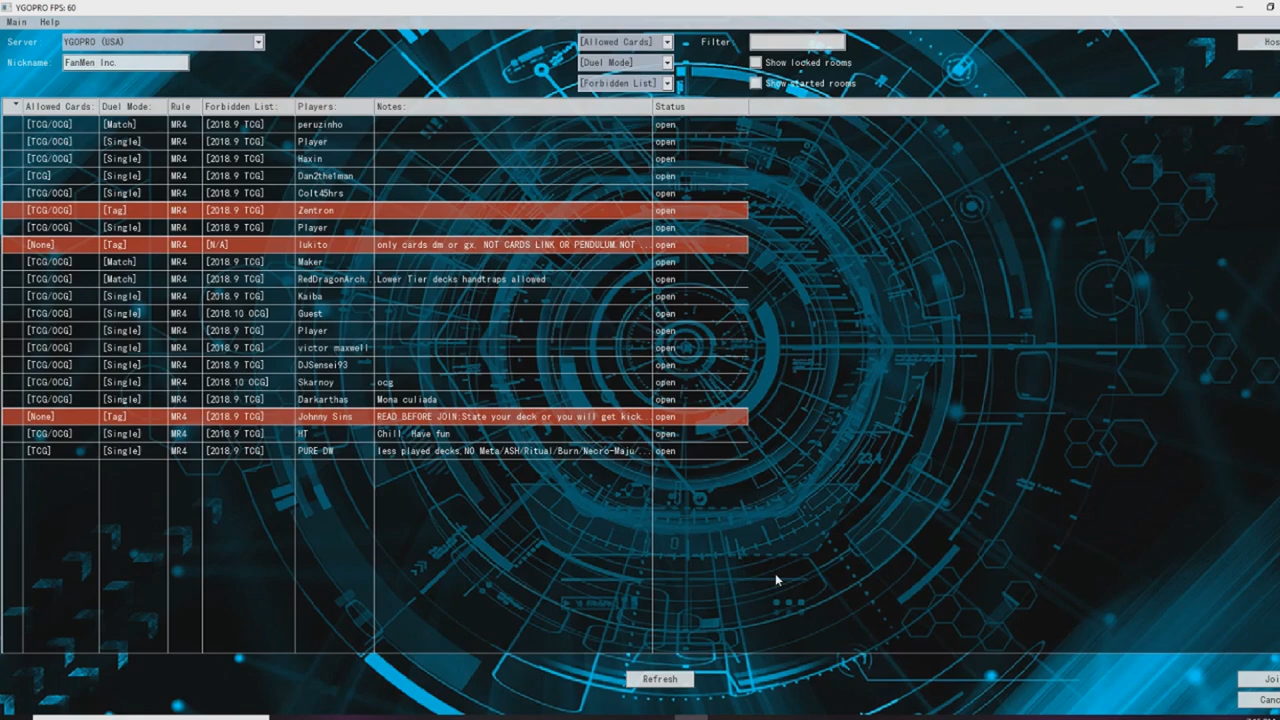 YGOPRO FPS: 60
Main Help
Server YGOPRO (USA) [Allowed Cards] Filter Hos
Nickname: FanMen Inc. [Duel Mode] Show locked rooms
[Forbidden List] Show started rooms
Allowed Cards: Duel Mode: Rule Forbidden List: Players: Notes: Status
[TCG/OCG] [Match] MR4 [2018.9 TCG] peruzinho open
[TCG/OCG] [Single] MR4 [2018.9 TCG] Player open
[TCG/OCG] [Single] MR4 [2018.9 TCG] Haxin open
[TCG] [Single] MR4 [2018.9 TCG] Dan2the1man open
[TCG/OCG] [Single] MR4 [2018.9 TCG] Colt45hrs open
[TCG/OCG] [Tag] MR4 [2018.9 TCG] Zentron open
[TCG/OCG] [Single] MR4 [2018.9 TCG] Player open
[None] [Tag] MR4 [N/A] only cards dm or gx. NOT CARDS LINK OR PENDULUM.NOT ... open
[TCG/OCG] [Match] MR4 [2018.9 TCG] Maker open
[TCG/OCG] [Match] MR4 [2018.9 TCG] RedDragonArch... Lower Tier decks handtraps allowed open
[TCG/OCG] [Single] MR4 [2018.9 TCG] Kaiba open
[TCG/OCG] [Single] MR4 [2018.10 OCG] Guest open
[TCG/OCG] [Single] MR4 [2018.9 TCG] Player open
[TCG/OCG] [Single] MR4 [2018.9 TCG] victor maxwell open
[TCG/OCG] [Single] MR4 [2018.9 TCG] DJSensei93 open
[TCG/OCG] [Single] MR4 [2018.10 OCG] Skarnoy ocg open
[TCG/OCG] [Single] MR4 [2018.9 TCG] Darkarthas Mona culiada open
[None] [Tag] MR4 [2018.9 TCG] Johnny Sins READ BEFORE JOIN:State your deck or you will get kick... open
[TCG/OCG] [Single] MR4 [2018.9 TCG] HT Chill. Have fun open
[TCG] [Single] MR4 [2018.9 TCG] PURE DW less played decks.NO Meta/ASH/Ritual/Burn/Necro-Maju/... open
Refresh Joi
Canc